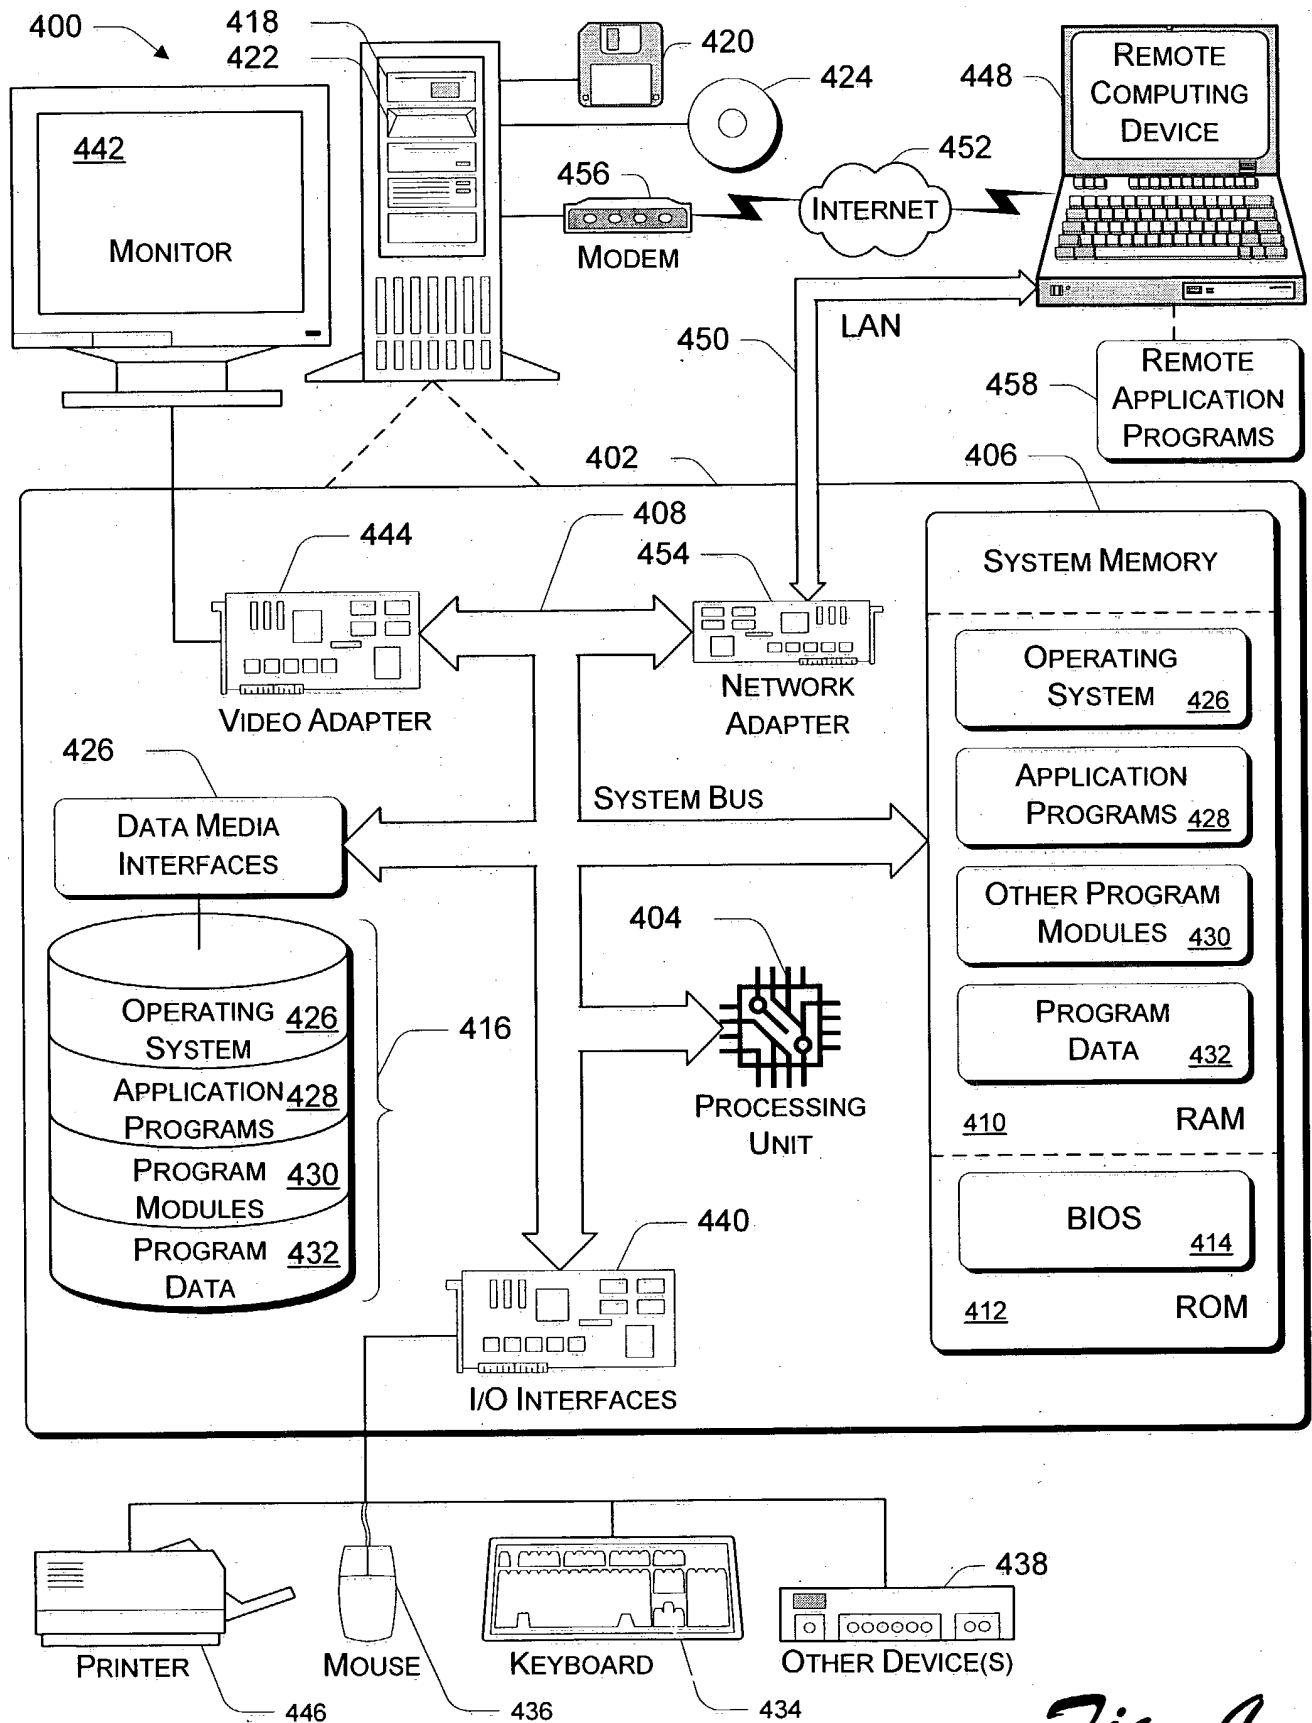 400
418
422
420
424
448
REMOTE
COMPUTING
DEVICE
442
MONITOR
456
MODEM
452
INTERNET
450
LAN
458
REMOTE
APPLICATION
PROGRAMS
402
406
444
408
454
VIDEO ADAPTER
NETWORK
ADAPTER
SYSTEM MEMORY
OPERATING
SYSTEM 426
APPLICATION
PROGRAMS 428
OTHER PROGRAM
MODULES 430
PROGRAM
DATA 432
410 RAM
BIOS
414
412 ROM
426
DATA MEDIA
INTERFACES
SYSTEM BUS
404
PROCESSING
UNIT
416
OPERATING 426
SYSTEM
APPLICATION 428
PROGRAMS
PROGRAM 430
MODULES
PROGRAM 432
DATA
440
I/O INTERFACES
438
PRINTER
MOUSE
KEYBOARD
OTHER DEVICE(S)
446
436
434